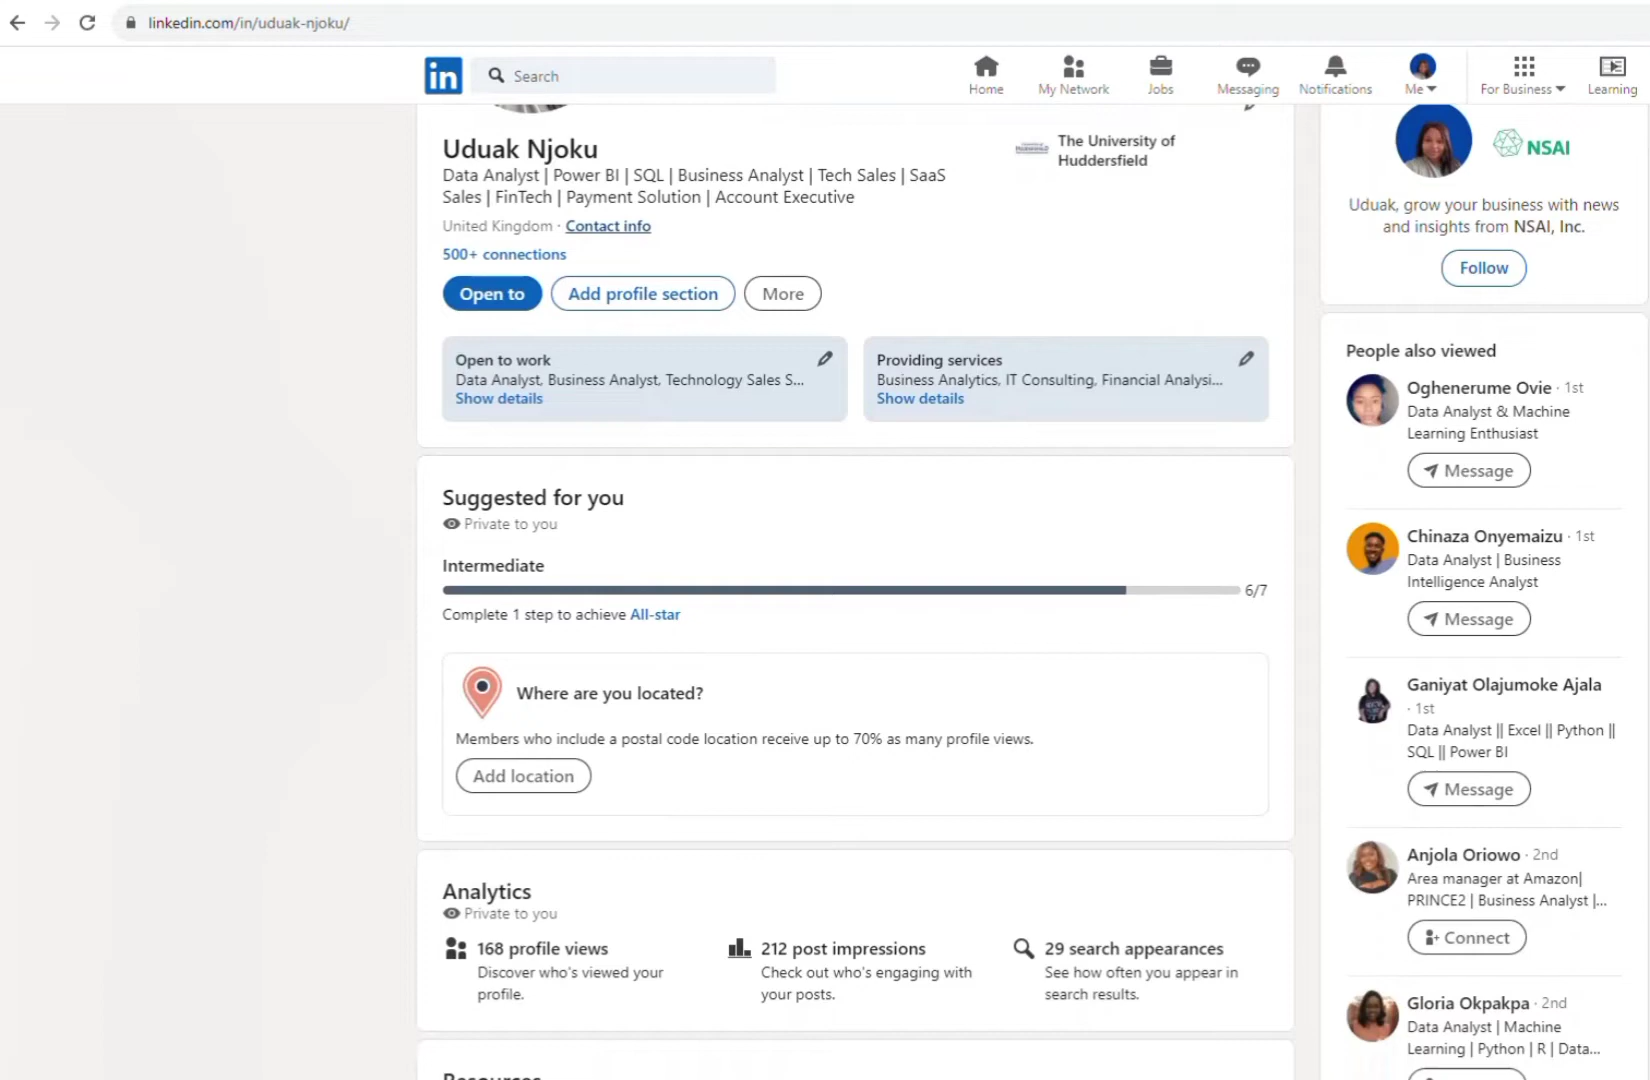 linkedin.com/in/uduak-njoku/
in
Search
Home
My Network
Jobs
Messaging
Notifications
Me
For Business
Learning
Uduak Njoku
Data Analyst | Power BI | SQL | Business Analyst | Tech Sales | SaaS
Sales | FinTech | Payment Solution | Account Executive
United Kingdom · Contact info
500+ connections
Open to
Add profile section
More
The University of
Huddersfield
Open to work
Data Analyst, Business Analyst, Technology Sales S...
Show details
Providing services
Business Analytics, IT Consulting, Financial Analysi...
Show details
Suggested for you
Private to you
Intermediate
6/7
Complete 1 step to achieve All-star
Where are you located?
Members who include a postal code location receive up to 70% as many profile views.
Add location
Analytics
Private to you
168 profile views
Discover who's viewed your
profile.
212 post impressions
Check out who's engaging with
your posts.
29 search appearances
See how often you appear in
search results.
Resources
NSAI
Uduak, grow your business with news
and insights from NSAI, Inc.
Follow
People also viewed
Oghenerume Ovie · 1st
Data Analyst & Machine
Learning Enthusiast
Message
Chinaza Onyemaizu · 1st
Data Analyst | Business
Intelligence Analyst
Message
Ganiyat Olajumoke Ajala
· 1st
Data Analyst || Excel || Python ||
SQL || Power BI
Message
Anjola Oriowo · 2nd
Area manager at Amazon|
PRINCE2 | Business Analyst |...
Connect
Gloria Okpakpa · 2nd
Data Analyst | Machine
Learning | Python | R | Data...